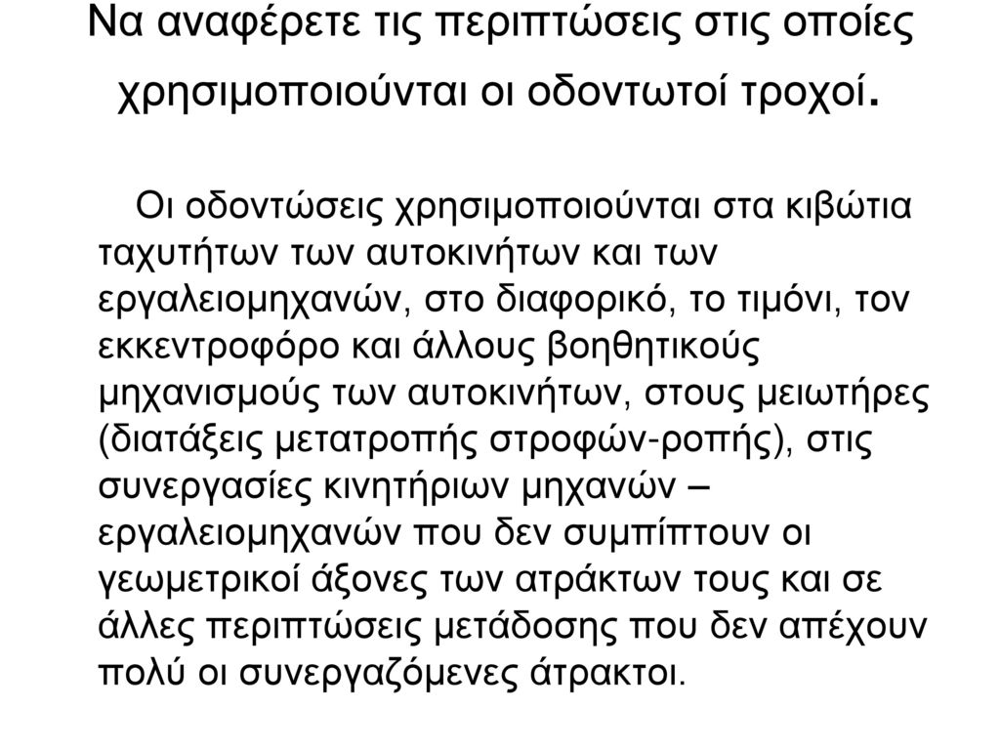 Να αναφέρετε τις περιπτώσεις στις οποίες
χρησιμοποιούνται οι οδοντωτοί τροχοί.
Οι οδοντώσεις χρησιμοποιούνται στα κιβώτια
ταχυτήτων των αυτοκινήτων και των
εργαλειομηχανών, στο διαφορικό, το τιμόνι, τον
εκκεντροφόρο και άλλους βοηθητικούς
μηχανισμούς των αυτοκινήτων, στους μειωτήρες
(διατάξεις μετατροπής στροφών-ροπής), στις
συνεργασίες κινητήριων μηχανών –
εργαλειομηχανών που δεν συμπίπτουν οι
γεωμετρικοί άξονες των ατράκτων τους και σε
άλλες περιπτώσεις μετάδοσης που δεν απέχουν
πολύ οι συνεργαζόμενες άτρακτοι.